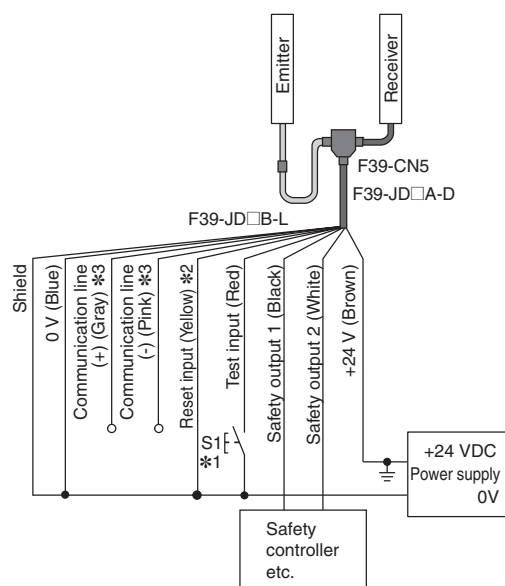 Emitter
Receiver
F39-CN5
F39-JD□A-D
F39-JD□B-L
Shield
0 V (Blue)
Communication line
(+) (Gray) *3
Communication line
(-) (Pink) *3
Reset input (Yellow) *2
Test input (Red)
Safety output 1 (Black)
Safety output 2 (White)
+24 V (Brown)
S1
*1
+24 VDC
Power supply
0V
Safety
controller
etc.